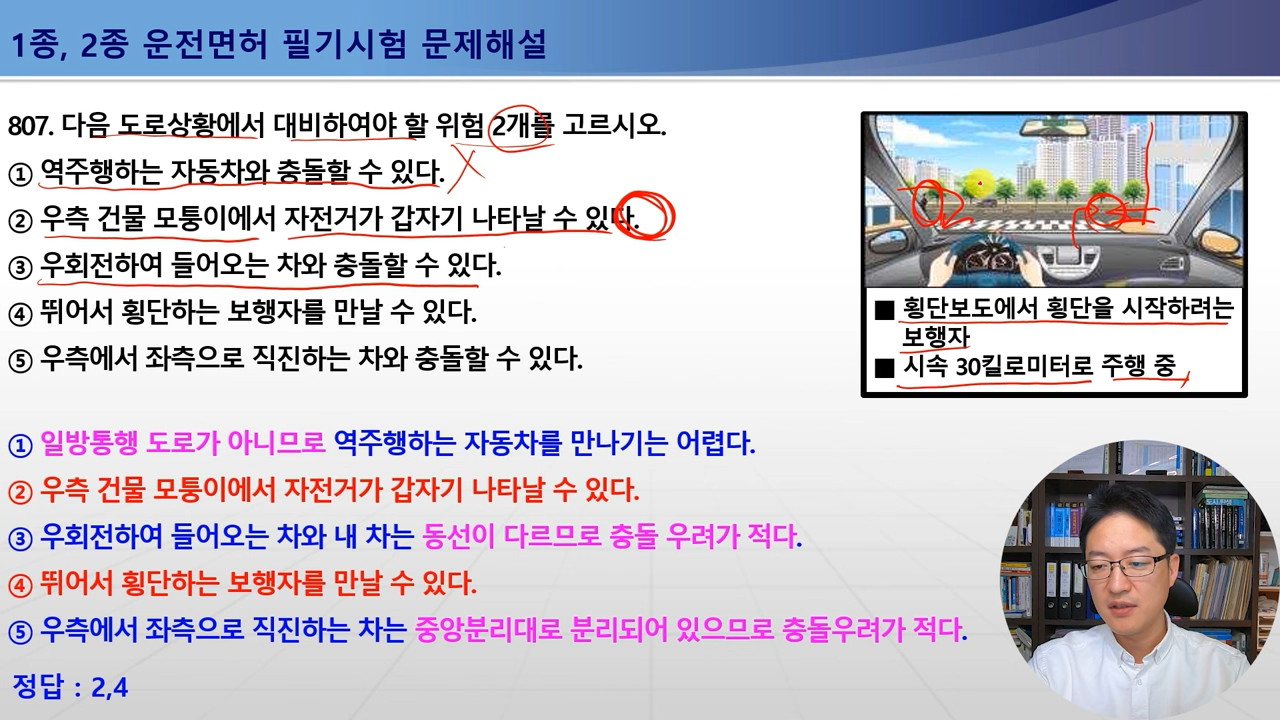 1종, 2종 운전면허 필기시험 문제해설
807. 다음 도로상황에서 대비하여야 할 위험 2개를 고르시오.
① 역주행하는 자동차와 충돌할 수 있다.
② 우측 건물 모퉁이에서 자전거가 갑자기 나타날 수 있다.
③ 우회전하여 들어오는 차와 충돌할 수 있다.
④ 뛰어서 횡단하는 보행자를 만날 수 있다.
⑤ 우측에서 좌측으로 직진하는 차와 충돌할 수 있다.
■ 횡단보도에서 횡단을 시작하려는
보행자
■ 시속 30킬로미터로 주행 중
① 일방통행 도로가 아니므로 역주행하는 자동차를 만나기는 어렵다.
② 우측 건물 모퉁이에서 자전거가 갑자기 나타날 수 있다.
③ 우회전하여 들어오는 차와 내 차는 동선이 다르므로 충돌 우려가 적다.
④ 뛰어서 횡단하는 보행자를 만날 수 있다.
⑤ 우측에서 좌측으로 직진하는 차는 중앙분리대로 분리되어 있으므로 충돌우려가 적다.
정답 : 2,4